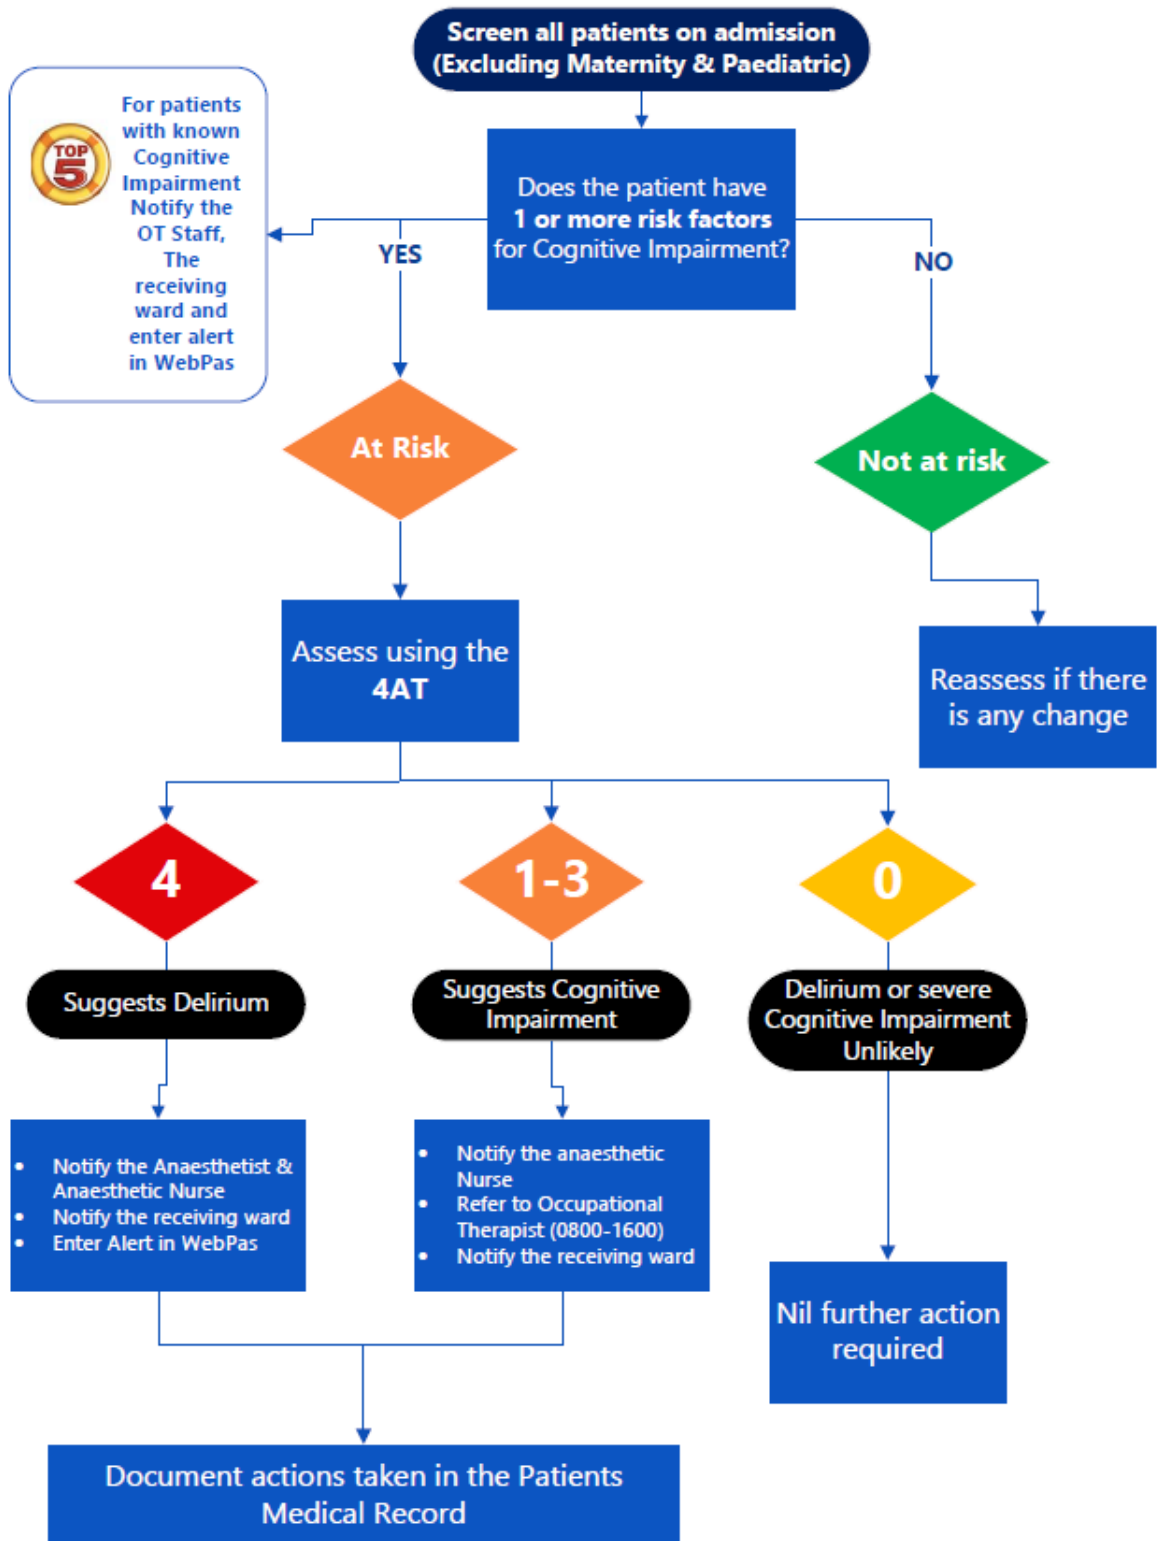 Screen all patients on admission
(Excluding Maternity & Paediatric)
TOP
5
For patients
with known
Cognitive
Impairment
Notify the
OT Staff,
The
receiving
ward and
enter alert
in WebPas
Does the patient have
1 or more risk factors
for Cognitive Impairment?
YES
NO
At Risk
Not at risk
Assess using the
4AT
Reassess if there
is any change
4
1-3
0
Suggests Delirium
Suggests Cognitive
Impairment
Delirium or severe
Cognitive Impairment
Unlikely
• Notify the Anaesthetist &
Anaesthetic Nurse
• Notify the receiving ward
• Enter Alert in WebPas
• Notify the anaesthetic
Nurse
• Refer to Occupational
Therapist (0800-1600)
• Notify the receiving ward
Nil further action
required
Document actions taken in the Patients
Medical Record